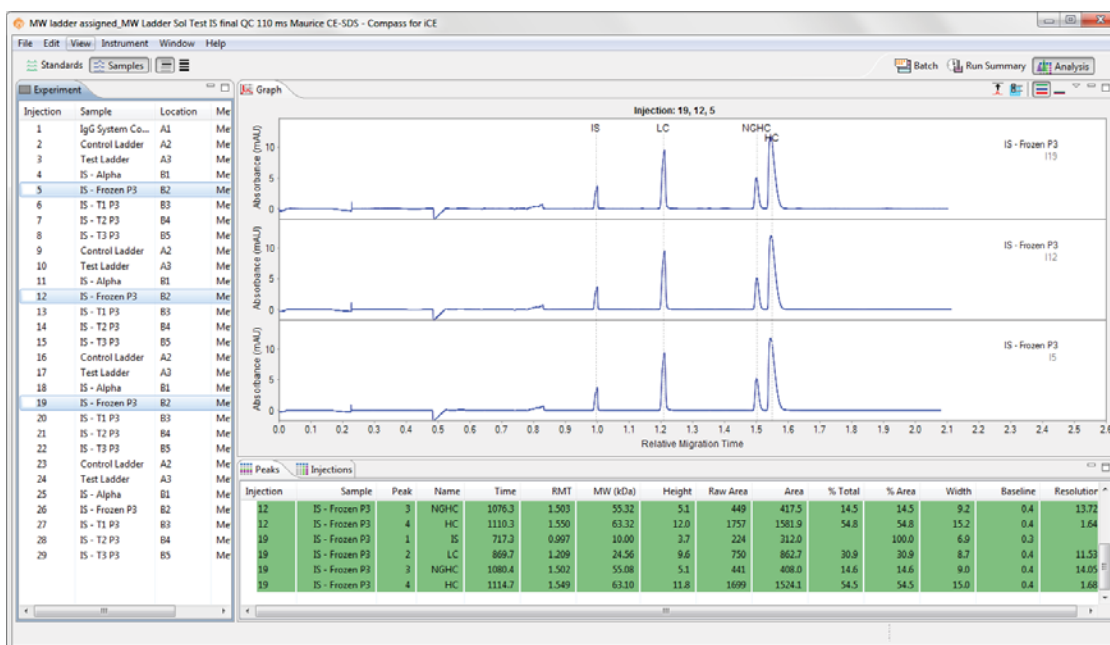 MW ladder assigned_MW Ladder Sol Test IS final QC 110 ms Maurice CE-SDS - Compass for iCE
File Edit View Instrument Window Help
Standards Samples Batch Run Summary Analysis
Experiment
Injection Sample Location Me
1 IgG System Co... A1 Me
2 Control Ladder A2 Me
3 Test Ladder A3 Me
4 IS - Alpha B1 Me
5 IS - Frozen P3 B2 Me
6 IS - T1 P3 B3 Me
7 IS - T2 P3 B4 Me
8 IS - T3 P3 B5 Me
9 Control Ladder A2 Me
10 Test Ladder A3 Me
11 IS - Alpha B1 Me
12 IS - Frozen P3 B2 Me
13 IS - T1 P3 B3 Me
14 IS - T2 P3 B4 Me
15 IS - T3 P3 B5 Me
16 Control Ladder A2 Me
17 Test Ladder A3 Me
18 IS - Alpha B1 Me
19 IS - Frozen P3 B2 Me
20 IS - T1 P3 B3 Me
21 IS - T2 P3 B4 Me
22 IS - T3 P3 B5 Me
23 Control Ladder A2 Me
24 Test Ladder A3 Me
25 IS - Alpha B1 Me
26 IS - Frozen P3 B2 Me
27 IS - T1 P3 B3 Me
28 IS - T2 P3 B4 Me
29 IS - T3 P3 B5 Me
Graph
Injection: 19, 12, 5
IS LC NGHC
HC
IS - Frozen P3
I19
Absorbance (mAU)
10
5
0
IS - Frozen P3
I12
Absorbance (mAU)
10
5
0
IS - Frozen P3
I5
Absorbance (mAU)
10
5
0
0.0 0.1 0.2 0.3 0.4 0.5 0.6 0.7 0.8 0.9 1.0 1.1 1.2 1.3 1.4 1.5 1.6 1.7 1.8 1.9 2.0 2.1 2.2 2.3 2.4 2.5 2.6
Relative Migration Time
Peaks Injections
Injection Sample Peak Name Time RMT MW (kDa) Height Raw Area Area % Total % Area Width Baseline Resolution
12 IS - Frozen P3 3 NGHC 1076.3 1.503 55.32 5.1 449 417.5 14.5 14.5 9.2 0.4 13.72
12 IS - Frozen P3 4 HC 1110.3 1.550 63.32 12.0 1757 1581.9 54.8 54.8 15.2 0.4 1.64
19 IS - Frozen P3 1 IS 717.3 0.997 10.00 3.7 224 312.0 100.0 6.9 0.3
19 IS - Frozen P3 2 LC 869.7 1.209 24.56 9.6 750 862.7 30.9 30.9 8.7 0.4 11.53
19 IS - Frozen P3 3 NGHC 1080.4 1.502 55.08 5.1 441 408.0 14.6 14.6 9.0 0.4 14.05
19 IS - Frozen P3 4 HC 1114.7 1.549 63.10 11.8 1699 1524.1 54.5 54.5 15.0 0.4 1.68